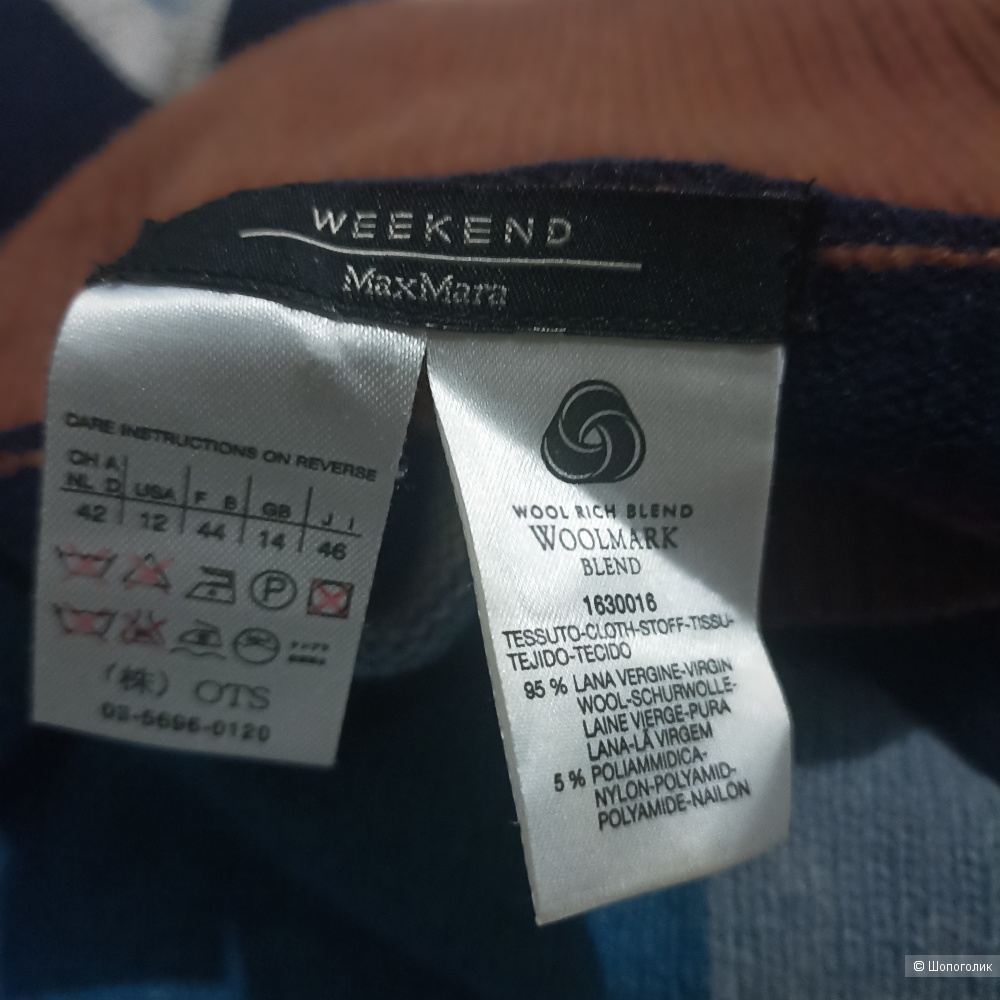 WEEKEND
MaxMara
CARE INSTRUCTIONS ON REVERSE
CH A
NL D USA F B GB J I
42 12 44 14 46
P
(株) OTS
03-5696-0120
WOOL RICH BLEND
WOOLMARK
BLEND
1630016
TESSUTO-CLOTH-STOFF-TISSU-
TEJIDO-TECIDO
95 % LANA VERGINE-VIRGIN
WOOL-SCHURWOLLE-
LAINE VIERGE-PURA
LANA-LÃ VIRGEM
5 % POLIAMMIDICA-
NYLON-POLYAMID-
POLYAMIDE-NAILON
© Шопоголик